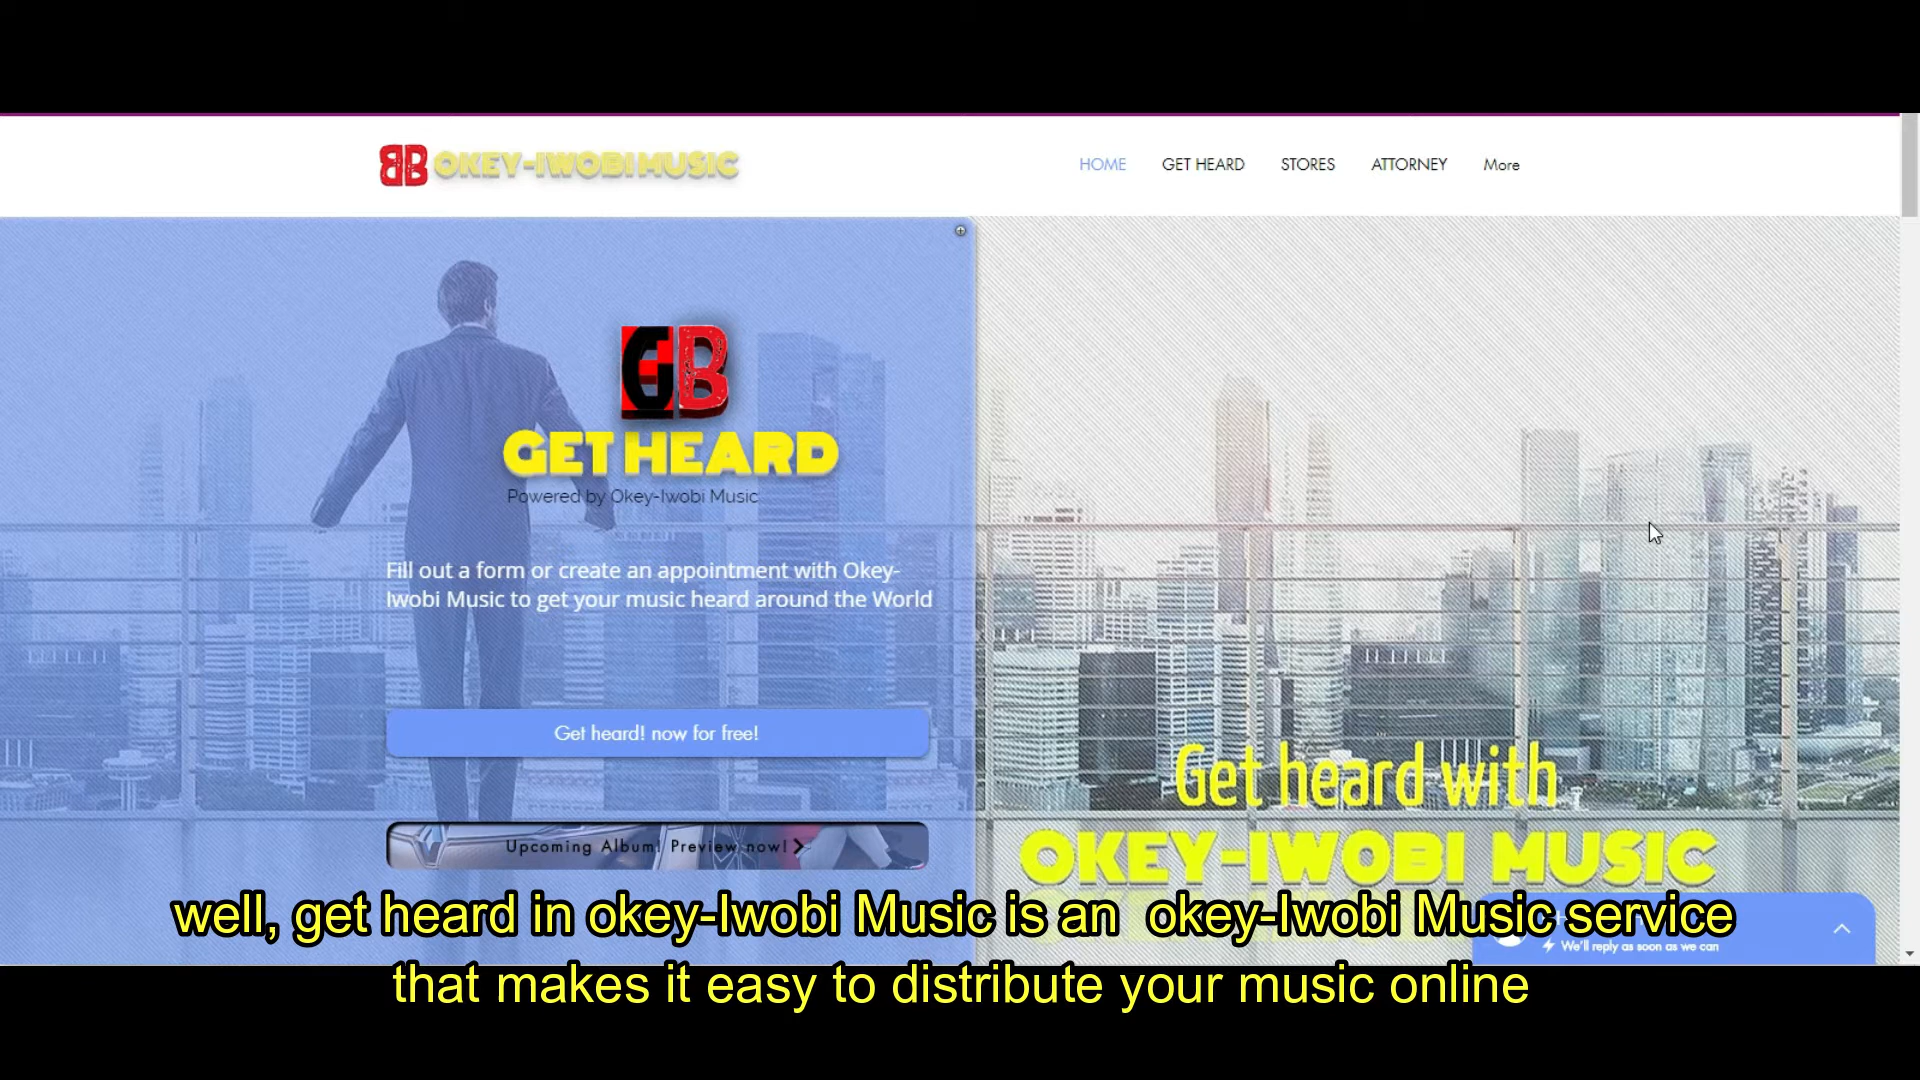 BB OKEY-IWOBI MUSIC
HOME GET HEARD STORES ATTORNEY More
GB
GET HEARD
Powered by Okey-Iwobi Music
Fill out a form or create an appointment with Okey-
Iwobi Music to get your music heard around the World
Get heard! now for free!
Upcoming Album! Preview now!
Get heard with
OKEY-IWOBI MUSIC
We'll reply as soon as we can
well, get heard in okey-Iwobi Music is an okey-Iwobi Music service
that makes it easy to distribute your music online